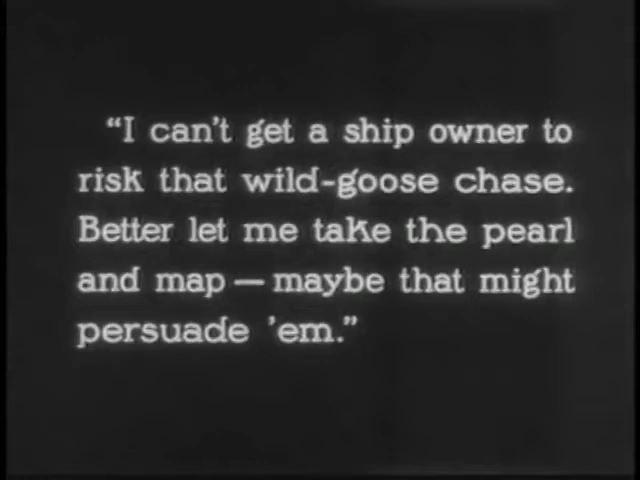 “I can’t get a ship owner to
risk that wild-goose chase.
Better let me take the pearl
and map — maybe that might
persuade ’em.”